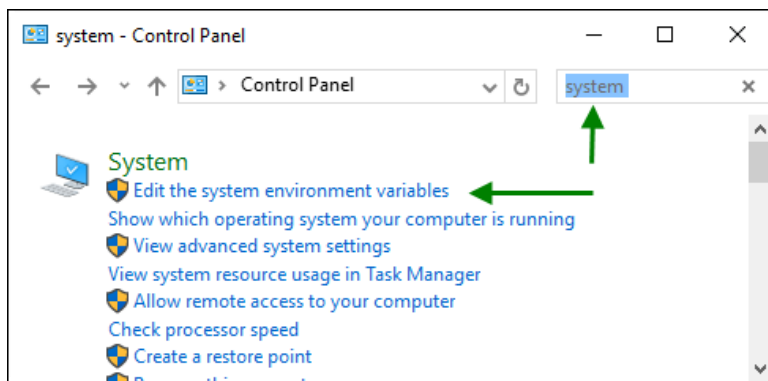 system - Control Panel
Control Panel
system
System
Edit the system environment variables
Show which operating system your computer is running
View advanced system settings
View system resource usage in Task Manager
Allow remote access to your computer
Check processor speed
Create a restore point